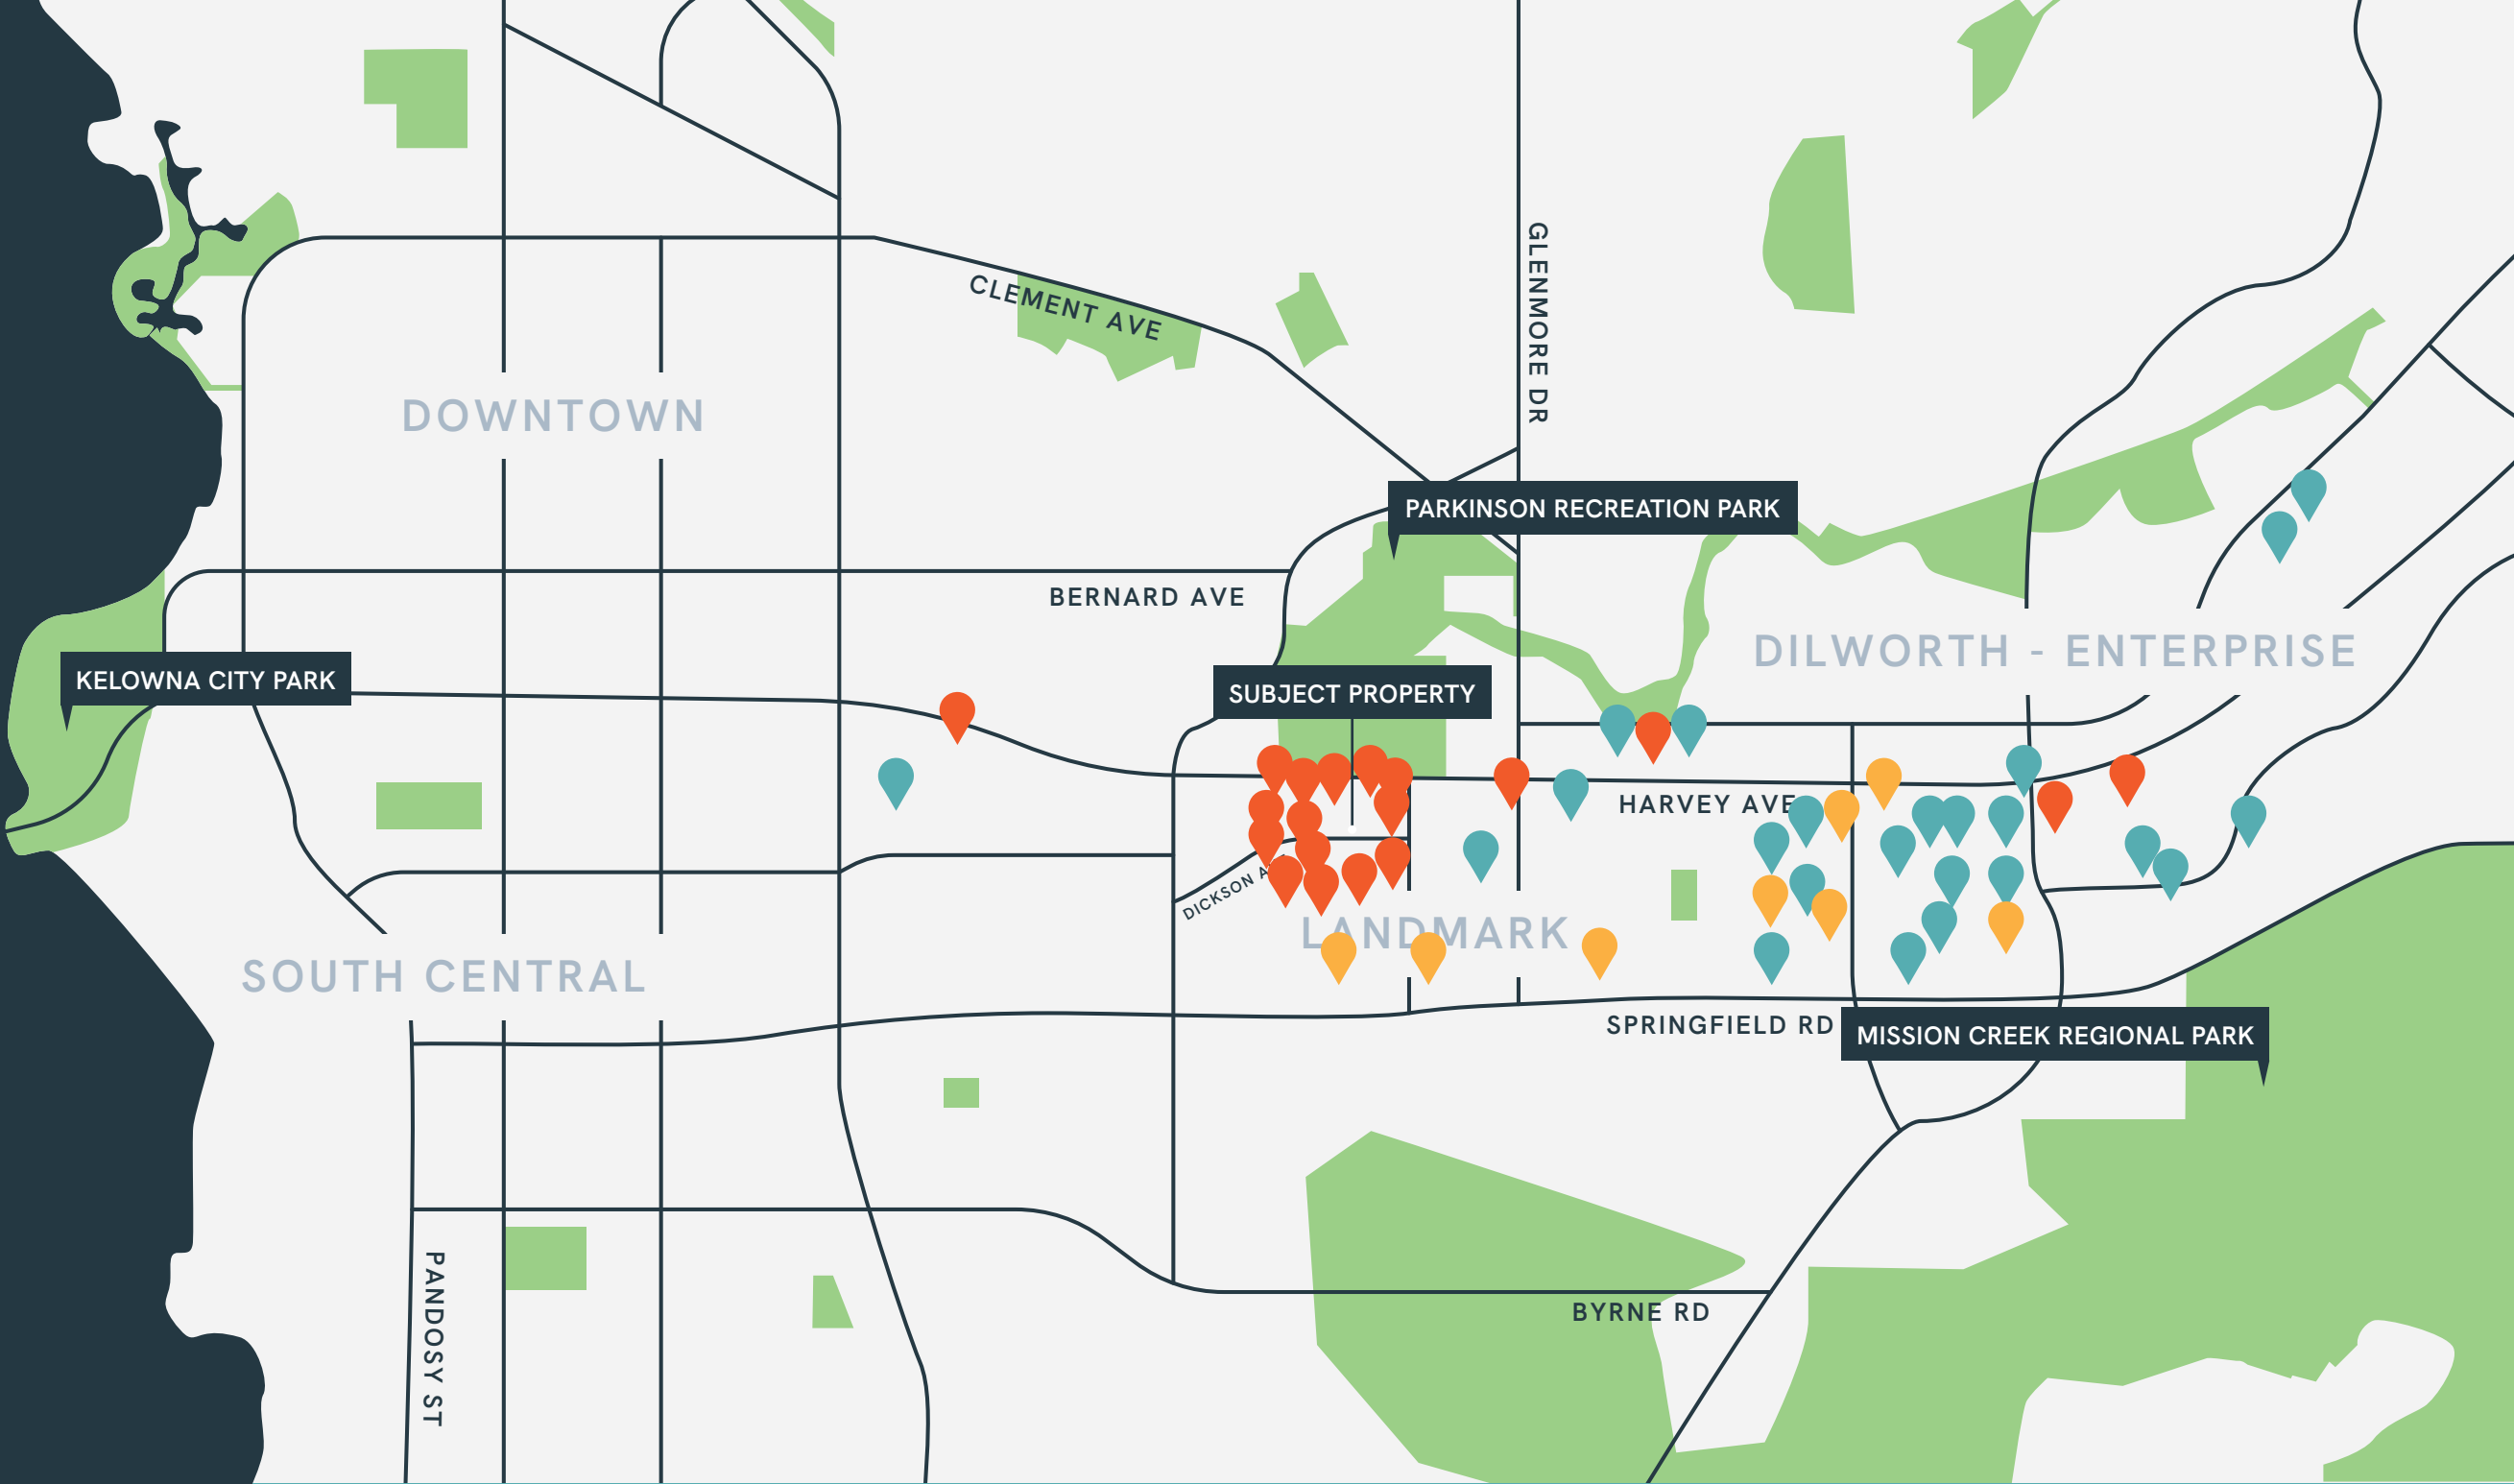 GLENMORE DR
CLEMENT AVE
DOWNTOWN
PARKINSON RECREATION PARK
BERNARD AVE
DILWORTH - ENTERPRISE
KELOWNA CITY PARK
SUBJECT PROPERTY
HARVEY AVE
DICKSON A
LANDMARK
SOUTH CENTRAL
SPRINGFIELD RD
MISSION CREEK REGIONAL PARK
PANDOSY ST
BYRNE RD